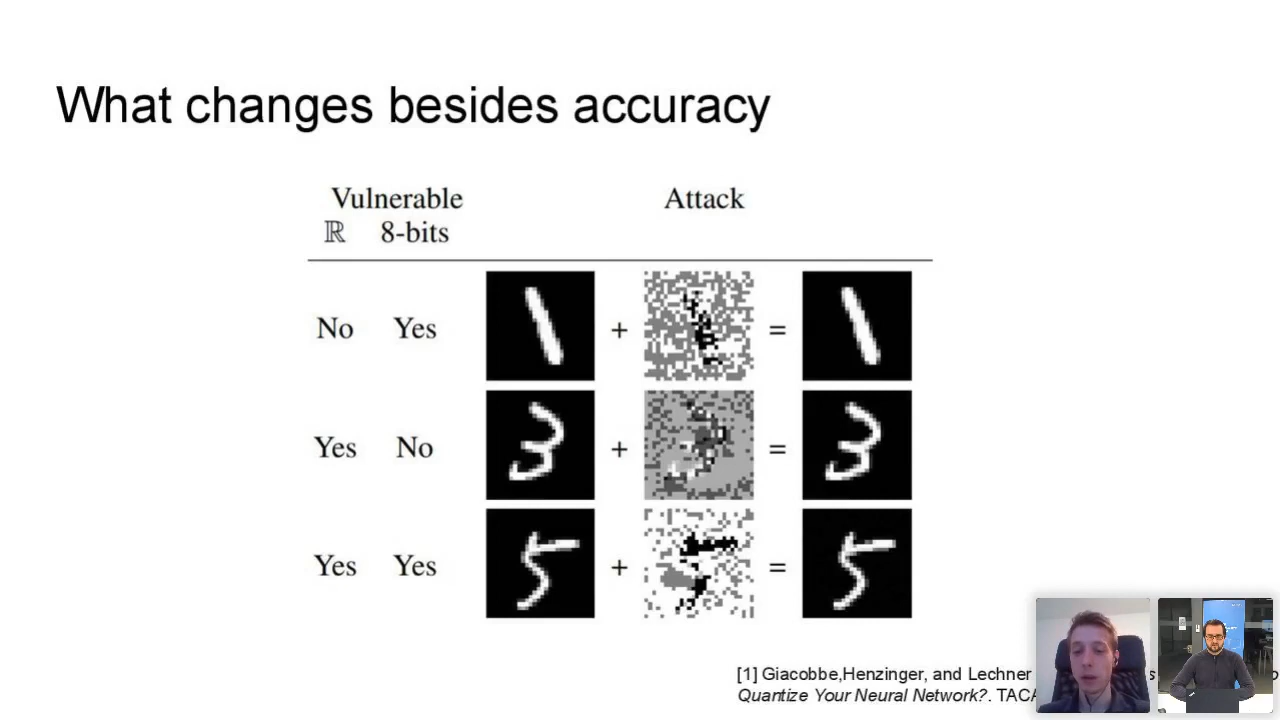 What changes besides accuracy
Vulnerable Attack
ℝ 8-bits
No Yes + =
Yes No + =
Yes Yes + =
[1] Giacobbe,Henzinger, and Lechner
Quantize Your Neural Network?.